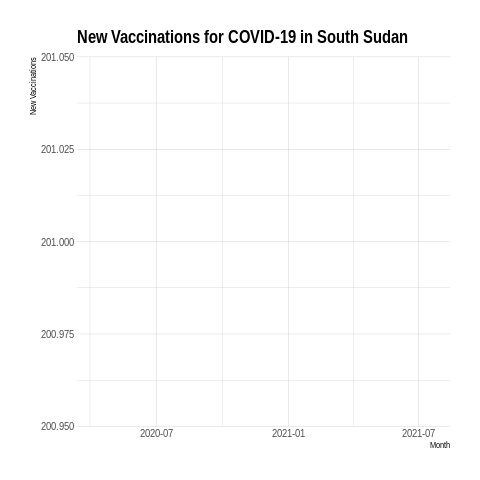 New Vaccinations for COVID-19 in South Sudan
New Vaccinations
201.050
201.025
201.000
200.975
200.950
2020-07 2021-01 2021-07
Month